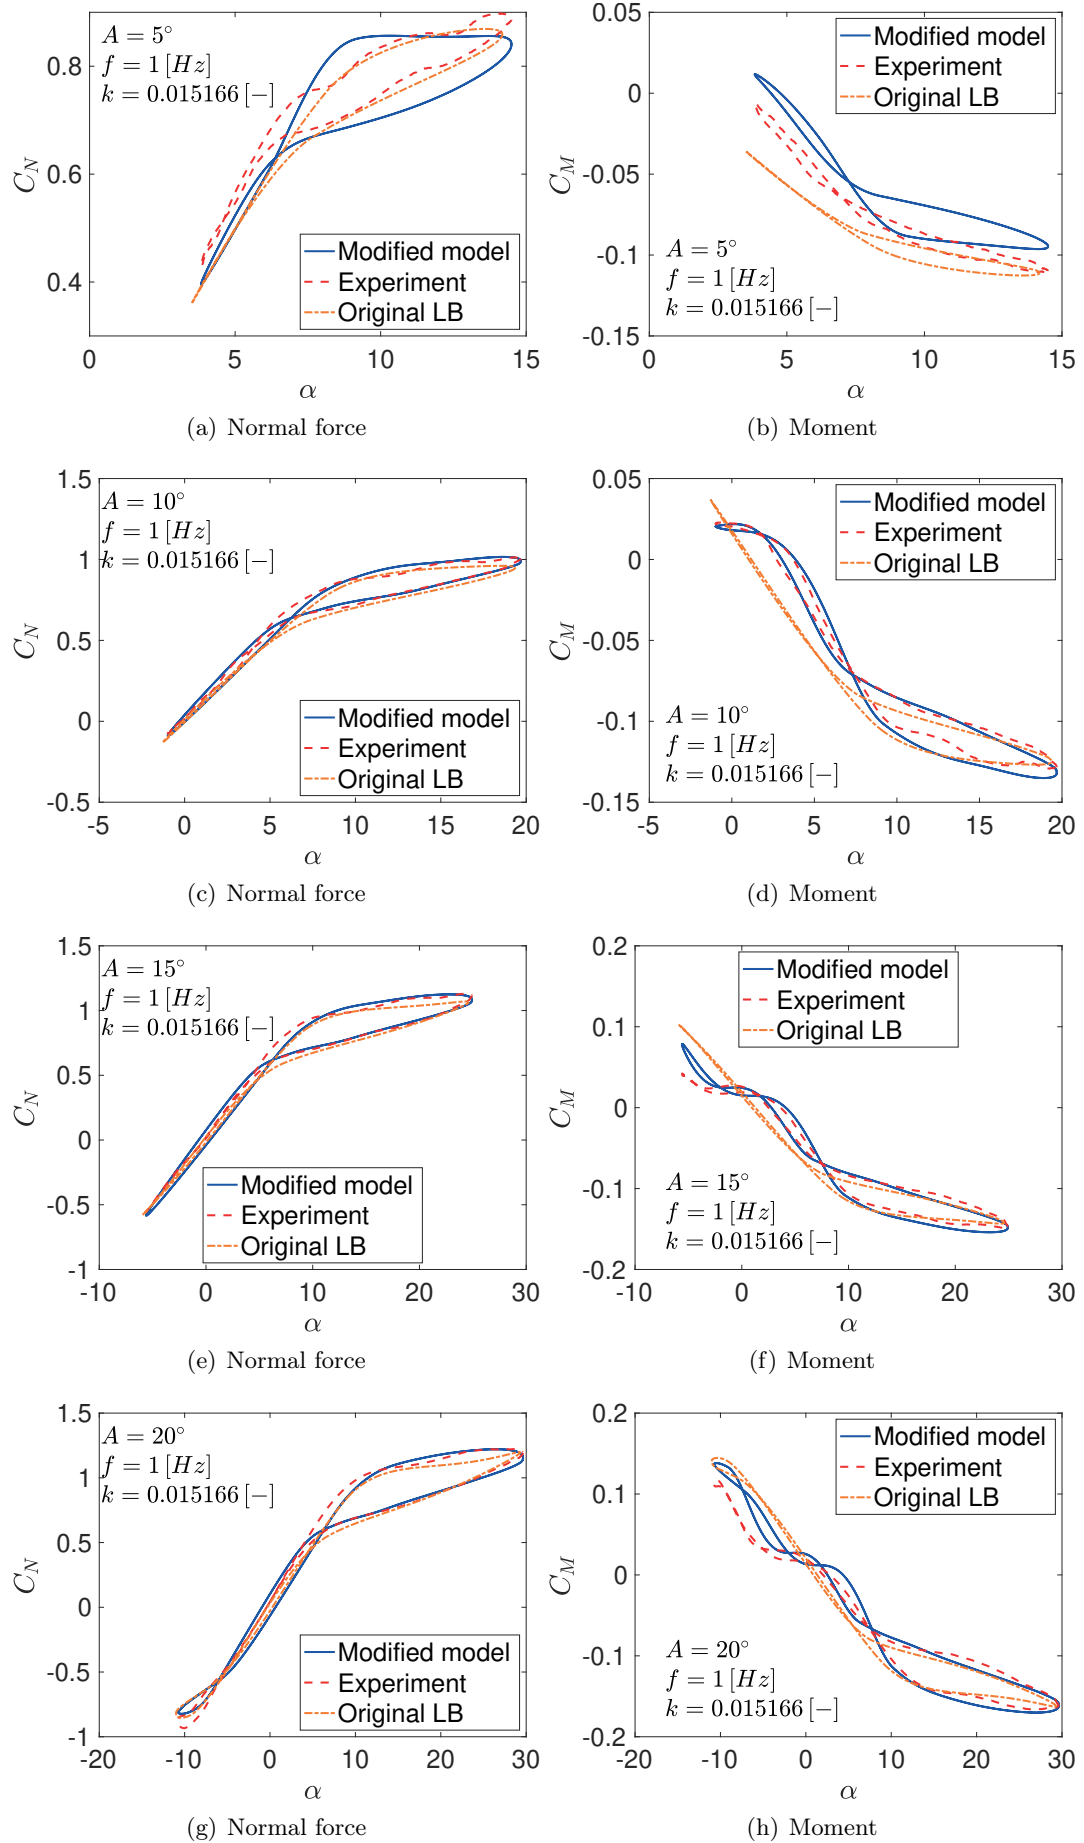 A = 5°
f = 1 [Hz]
k = 0.015166 [−]
0.8
0.6
0.4
C_N
Modified model
Experiment
Original LB
0 5 10 15
α
(a) Normal force
0.05
0
-0.05
-0.1
-0.15
C_M
Modified model
Experiment
Original LB
A = 5°
f = 1 [Hz]
k = 0.015166 [−]
0 5 10 15
α
(b) Moment
1.5
1
0.5
0
-0.5
C_N
A = 10°
f = 1 [Hz]
k = 0.015166 [−]
Modified model
Experiment
Original LB
-5 0 5 10 15 20
α
(c) Normal force
0.05
0
-0.05
-0.1
-0.15
C_M
Modified model
Experiment
Original LB
A = 10°
f = 1 [Hz]
k = 0.015166 [−]
-5 0 5 10 15 20
α
(d) Moment
1.5
1
0.5
0
-0.5
-1
C_N
A = 15°
f = 1 [Hz]
k = 0.015166 [−]
Modified model
Experiment
Original LB
-10 0 10 20 30
α
(e) Normal force
0.2
0.1
0
-0.1
-0.2
C_M
Modified model
Experiment
Original LB
A = 15°
f = 1 [Hz]
k = 0.015166 [−]
-10 0 10 20 30
α
(f) Moment
1.5
1
0.5
0
-0.5
-1
C_N
A = 20°
f = 1 [Hz]
k = 0.015166 [−]
Modified model
Experiment
Original LB
-20 -10 0 10 20 30
α
(g) Normal force
0.2
0.1
0
-0.1
-0.2
C_M
Modified model
Experiment
Original LB
A = 20°
f = 1 [Hz]
k = 0.015166 [−]
-20 -10 0 10 20 30
α
(h) Moment